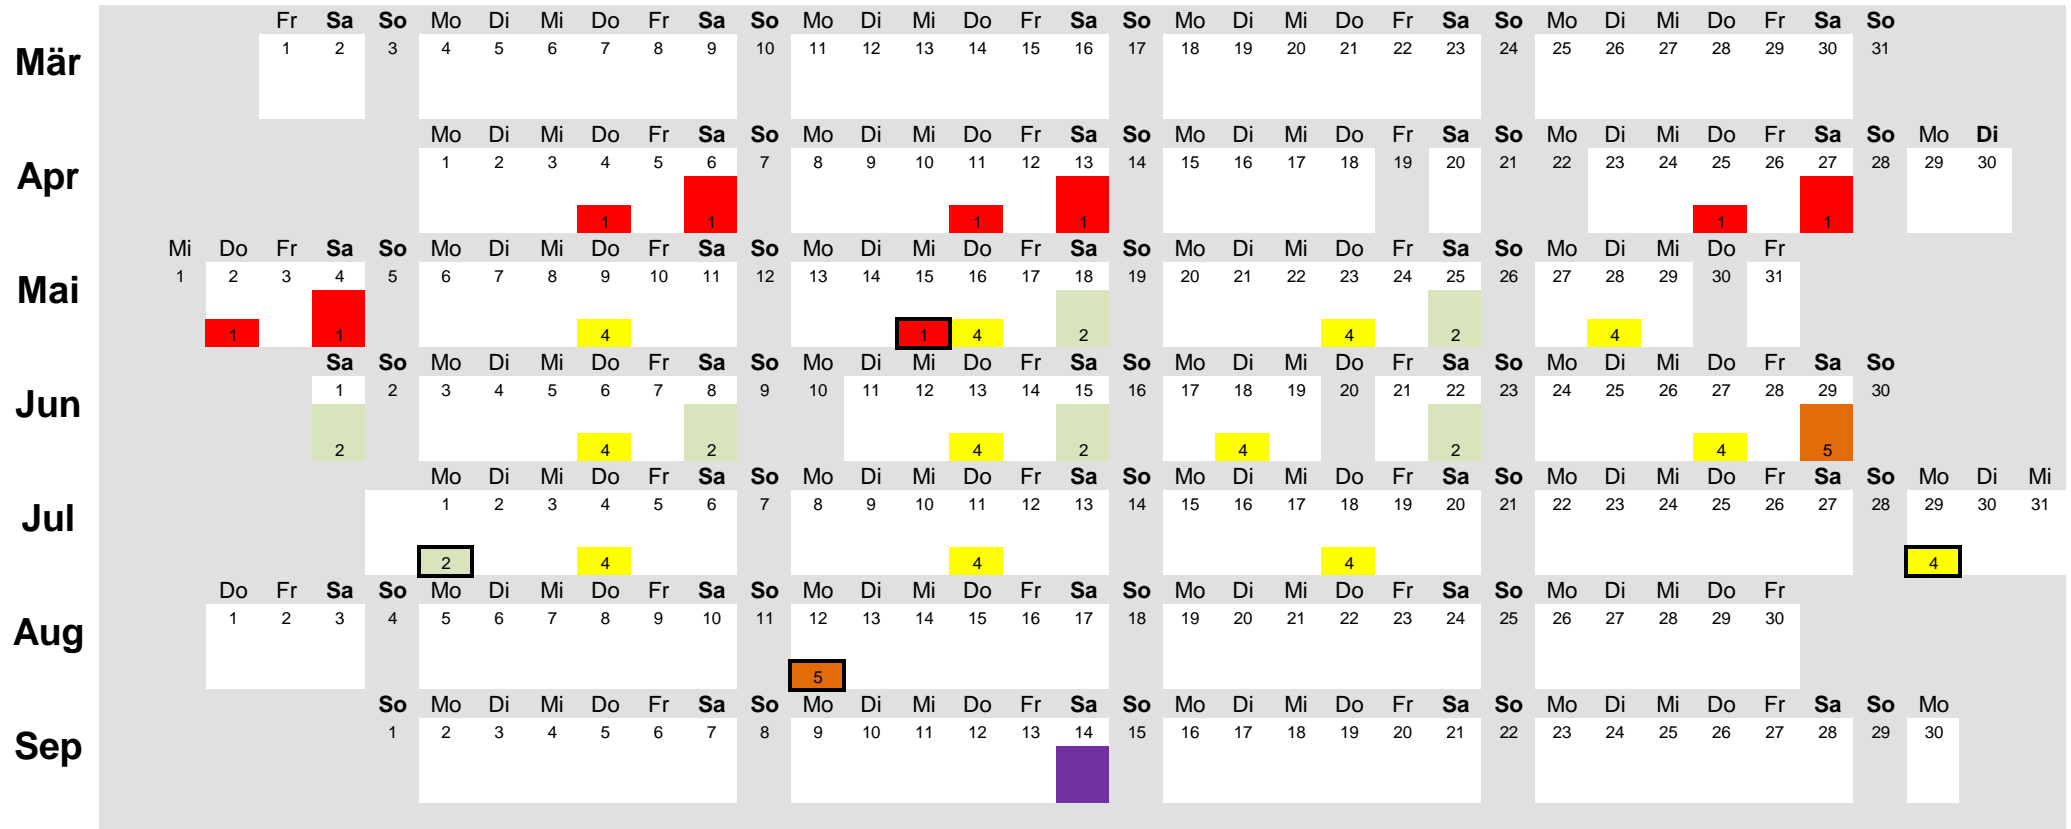 Fr Sa So Mo Di Mi Do Fr Sa So Mo Di Mi Do Fr Sa So Mo Di Mi Do Fr Sa So Mo Di Mi Do Fr Sa So
Mär 1 2 3 4 5 6 7 8 9 10 11 12 13 14 15 16 17 18 19 20 21 22 23 24 25 26 27 28 29 30 31
Mo Di Mi Do Fr Sa So Mo Di Mi Do Fr Sa So Mo Di Mi Do Fr Sa So Mo Di Mi Do Fr Sa So Mo Di
Apr 1 2 3 4 5 6 7 8 9 10 11 12 13 14 15 16 17 18 19 20 21 22 23 24 25 26 27 28 29 30
1 1 1 1 1 1
Mi Do Fr Sa So Mo Di Mi Do Fr Sa So Mo Di Mi Do Fr Sa So Mo Di Mi Do Fr Sa So Mo Di Mi Do Fr
Mai 1 2 3 4 5 6 7 8 9 10 11 12 13 14 15 16 17 18 19 20 21 22 23 24 25 26 27 28 29 30 31
1 1 4 1 4 2 4 2 4
Sa So Mo Di Mi Do Fr Sa So Mo Di Mi Do Fr Sa So Mo Di Mi Do Fr Sa So Mo Di Mi Do Fr Sa So
Jun 1 2 3 4 5 6 7 8 9 10 11 12 13 14 15 16 17 18 19 20 21 22 23 24 25 26 27 28 29 30
2 4 2 4 2 4 2 4 5
Mo Di Mi Do Fr Sa So Mo Di Mi Do Fr Sa So Mo Di Mi Do Fr Sa So Mo Di Mi Do Fr Sa So Mo Di Mi
Jul 1 2 3 4 5 6 7 8 9 10 11 12 13 14 15 16 17 18 19 20 21 22 23 24 25 26 27 28 29 30 31
2 4 4 4 4
Do Fr Sa So Mo Di Mi Do Fr Sa So Mo Di Mi Do Fr Sa So Mo Di Mi Do Fr Sa So Mo Di Mi Do Fr
Aug 1 2 3 4 5 6 7 8 9 10 11 12 13 14 15 16 17 18 19 20 21 22 23 24 25 26 27 28 29 30
5
So Mo Di Mi Do Fr Sa So Mo Di Mi Do Fr Sa So Mo Di Mi Do Fr Sa So Mo Di Mi Do Fr Sa So Mo
Sep 1 2 3 4 5 6 7 8 9 10 11 12 13 14 15 16 17 18 19 20 21 22 23 24 25 26 27 28 29 30